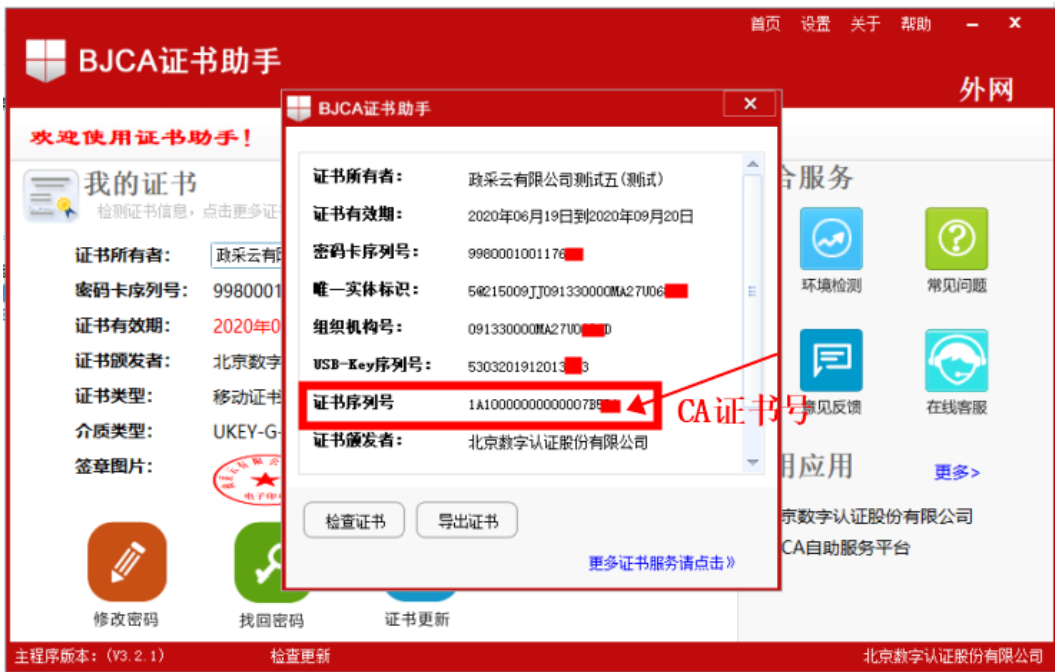 首页 设置 关于 帮助
BJCA证书助手
外网
欢迎使用证书助手！
我的证书
检测证书信息，点击更多证
证书所有者： 政采云有
密码卡序列号： 9980001
证书有效期： 2020年0
证书颁发者： 北京数字
证书类型： 移动证书
介质类型： UKEY-G-
签章图片：
电子印
修改密码
找回密码
证书更新
BJCA证书助手
证书所有者： 政采云有限公司测试五(测试)
证书有效期： 2020年06月19日到2020年09月20日
密码卡序列号： 9980001001176
唯一实体标识： 5@215009JJ091330000MA27U06
组织机构号： 091330000MA27U0 D
USB-Key序列号： 5303201912013 3
证书序列号 1A10000000000007B
证书颁发者： 北京数字认证股份有限公司
检查证书 导出证书
更多证书服务请点击》
CA证书号
合服务
环境检测 常见问题
意见反馈 在线客服
用应用 更多>
京数字认证股份有限公司
CA自助服务平台
主程序版本：(V3.2.1) 检查更新 北京数字认证股份有限公司